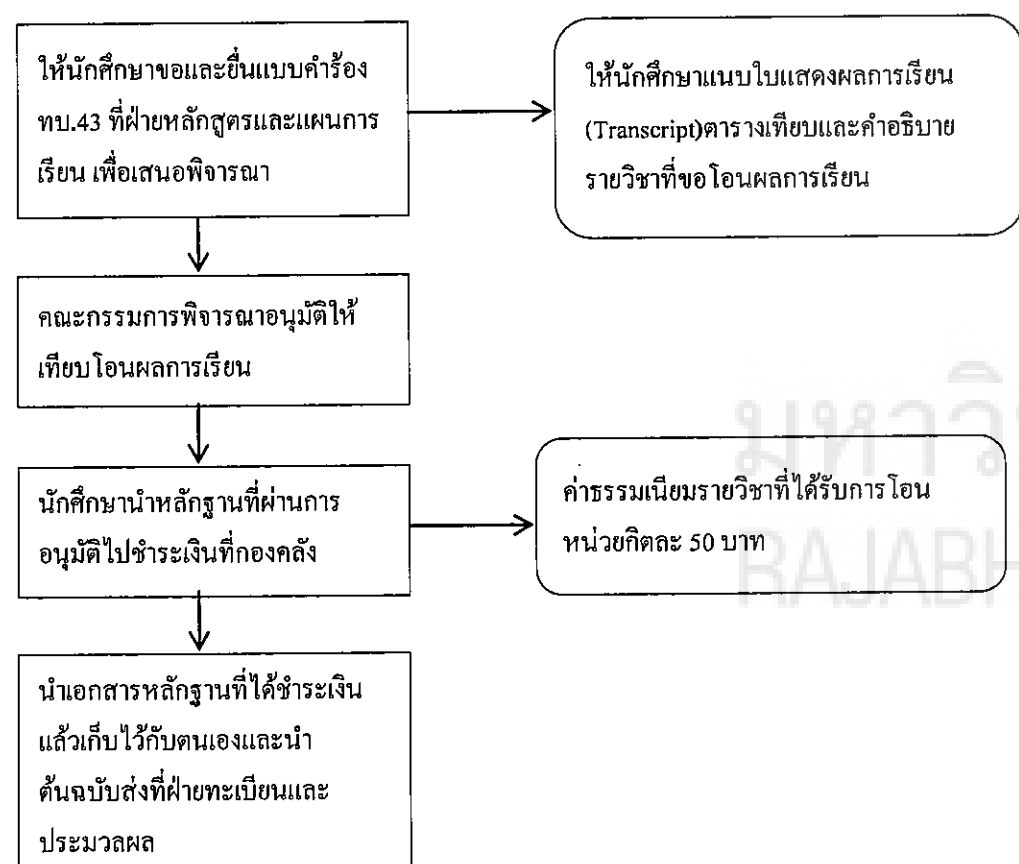 ให้นักศึกษาขอและยื่นแบบคำร้อง
ทบ.43 ที่ฝ่ายหลักสูตรและแผนการ
เรียน เพื่อเสนอพิจารณา
ให้นักศึกษาแนบใบแสดงผลการเรียน
(Transcript)ตารางเทียบและคำอธิบาย
รายวิชาที่ขอโอนผลการเรียน
คณะกรรมการพิจารณาอนุมัติให้
เทียบโอนผลการเรียน
นักศึกษานำหลักฐานที่ผ่านการ
อนุมัติไปชำระเงินที่กองคลัง
ค่าธรรมเนียมรายวิชาที่ได้รับการโอน
หน่วยกิตละ 50 บาท
นำเอกสารหลักฐานที่ได้ชำระเงิน
แล้วเก็บไว้กับตนเองและนำ
ต้นฉบับส่งที่ฝ่ายทะเบียนและ
ประมวลผล
มหาวิ
RAJABH